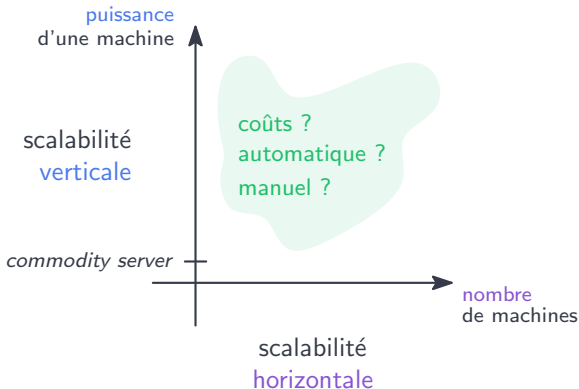 puissance
d'une machine
scalabilité
verticale
coûts ?
automatique ?
manuel ?
commodity server
nombre
de machines
scalabilité
horizontale